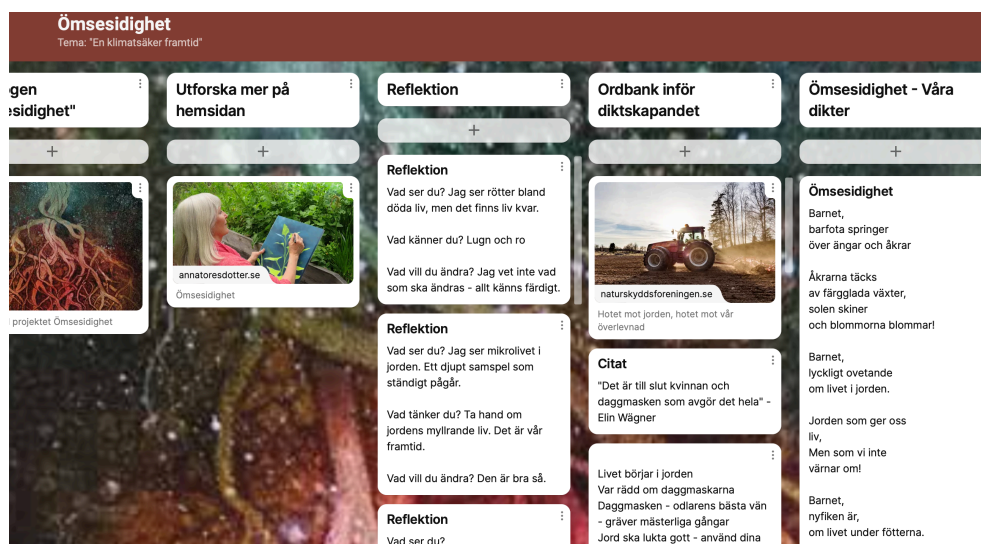 Ömsesidighet
Tema: "En klimatsäker framtid"
ogen
esidighet"
projektet Ömsesidighet
Utforska mer på
hemsidan
annatoresdotter.se
Ömsesidighet
Reflektion
Reflektion
Vad ser du? Jag ser rötter bland
döda liv, men det finns liv kvar.
Vad känner du? Lugn och ro
Vad vill du ändra? Jag vet inte vad
som ska ändras - allt känns färdigt.
Reflektion
Vad ser du? Jag ser mikrolivet i
jorden. Ett djupt samspel som
ständigt pågår.
Vad tänker du? Ta hand om
jordens myllrande liv. Det är vår
framtid.
Vad vill du ändra? Den är bra så.
Reflektion
Vad ser du?
Ordbank inför
diktskapandet
naturskyddsforeningen.se
Hotet mot jorden, hotet mot vår
överlevnad
Citat
"Det är till slut kvinnan och
daggmasken som avgör det hela" -
Elin Wägner
Livet börjar i jorden
Var rädd om daggmaskarna
Daggmasken - odlarens bästa vän
- gräver mästerliga gångar
Jord ska lukta gott - använd dina
Ömsesidighet - Våra
dikter
Ömsesidighet
Barnet,
barfota springer
över ängar och åkrar
Åkrarna täcks
av färgglada växter,
solen skiner
och blommorna blommar!
Barnet,
lyckligt ovetande
om livet i jorden.
Jorden som ger oss
liv,
Men som vi inte
värnar om!
Barnet,
nyfiken är,
om livet under fötterna.